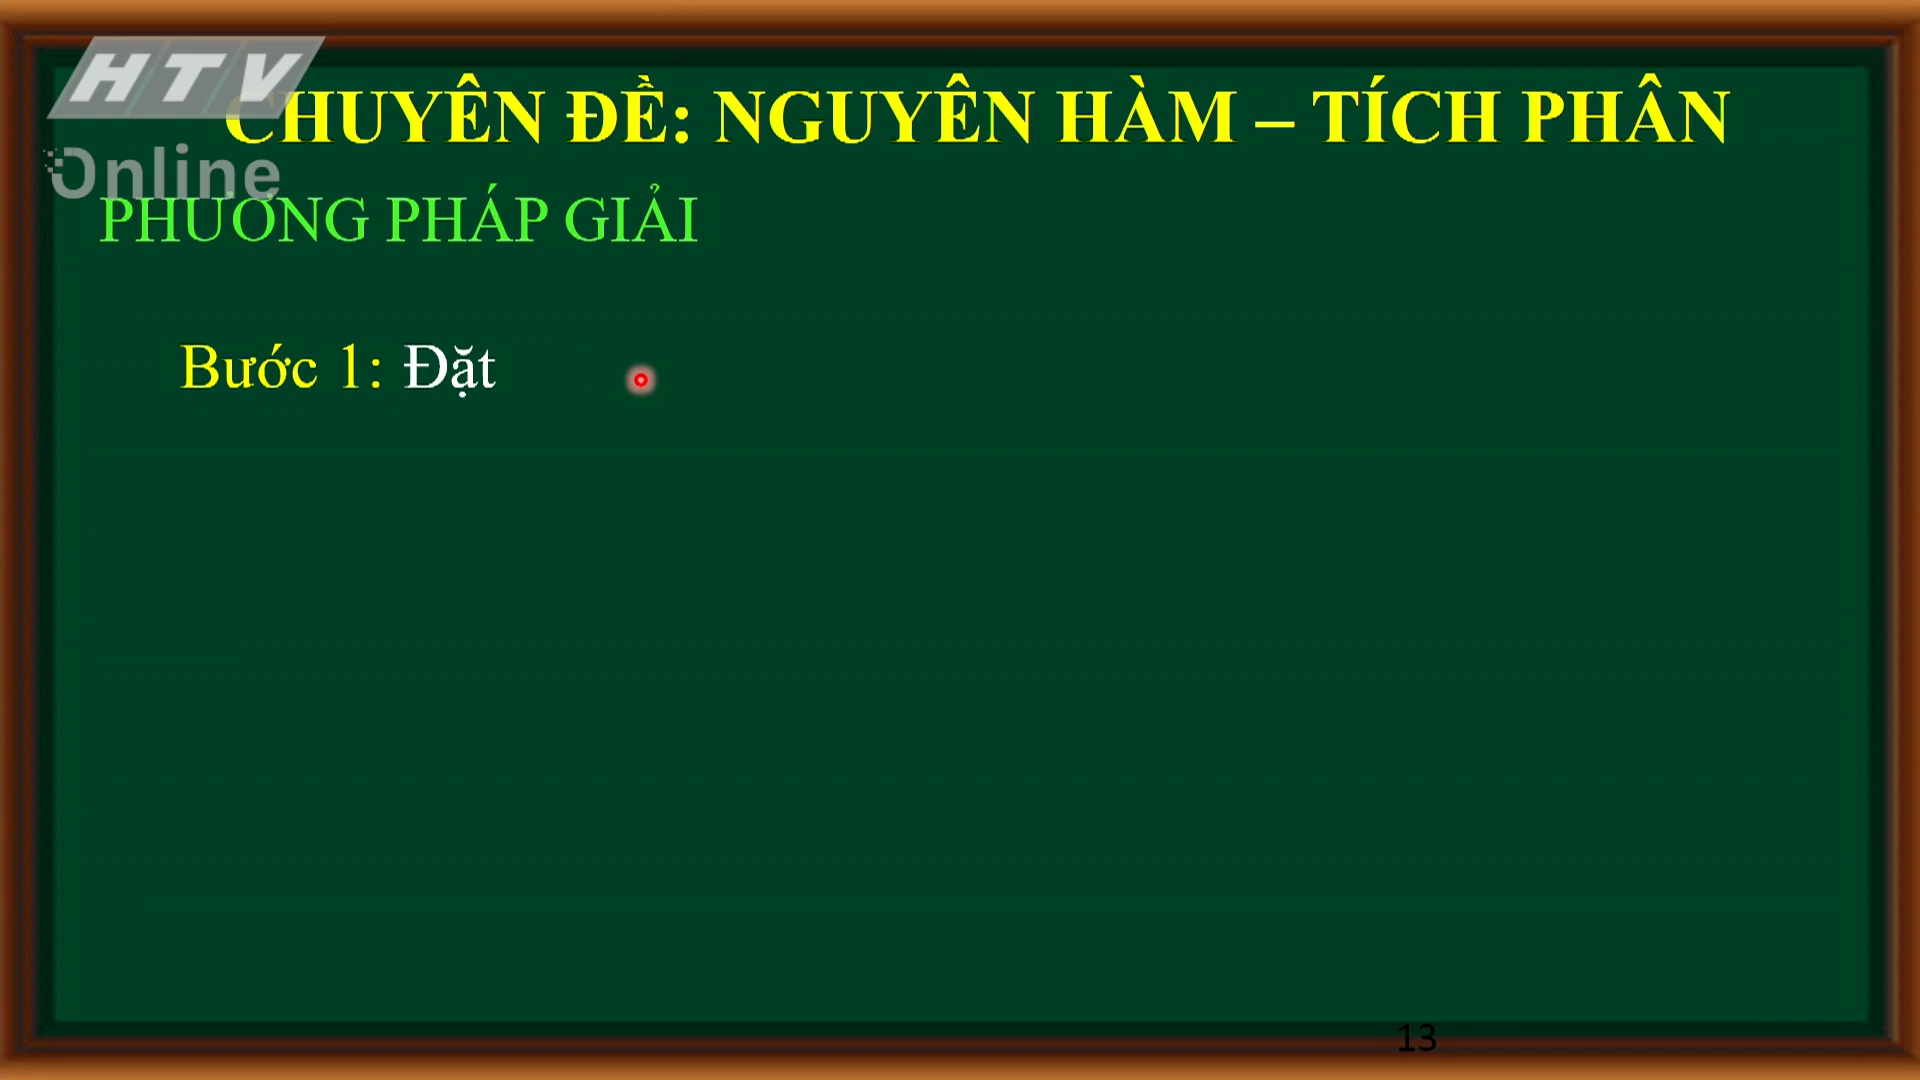 HTV
Online
CHUYÊN ĐỀ: NGUYÊN HÀM – TÍCH PHÂN
PHƯƠNG PHÁP GIẢI
Bước 1: Đặt
13